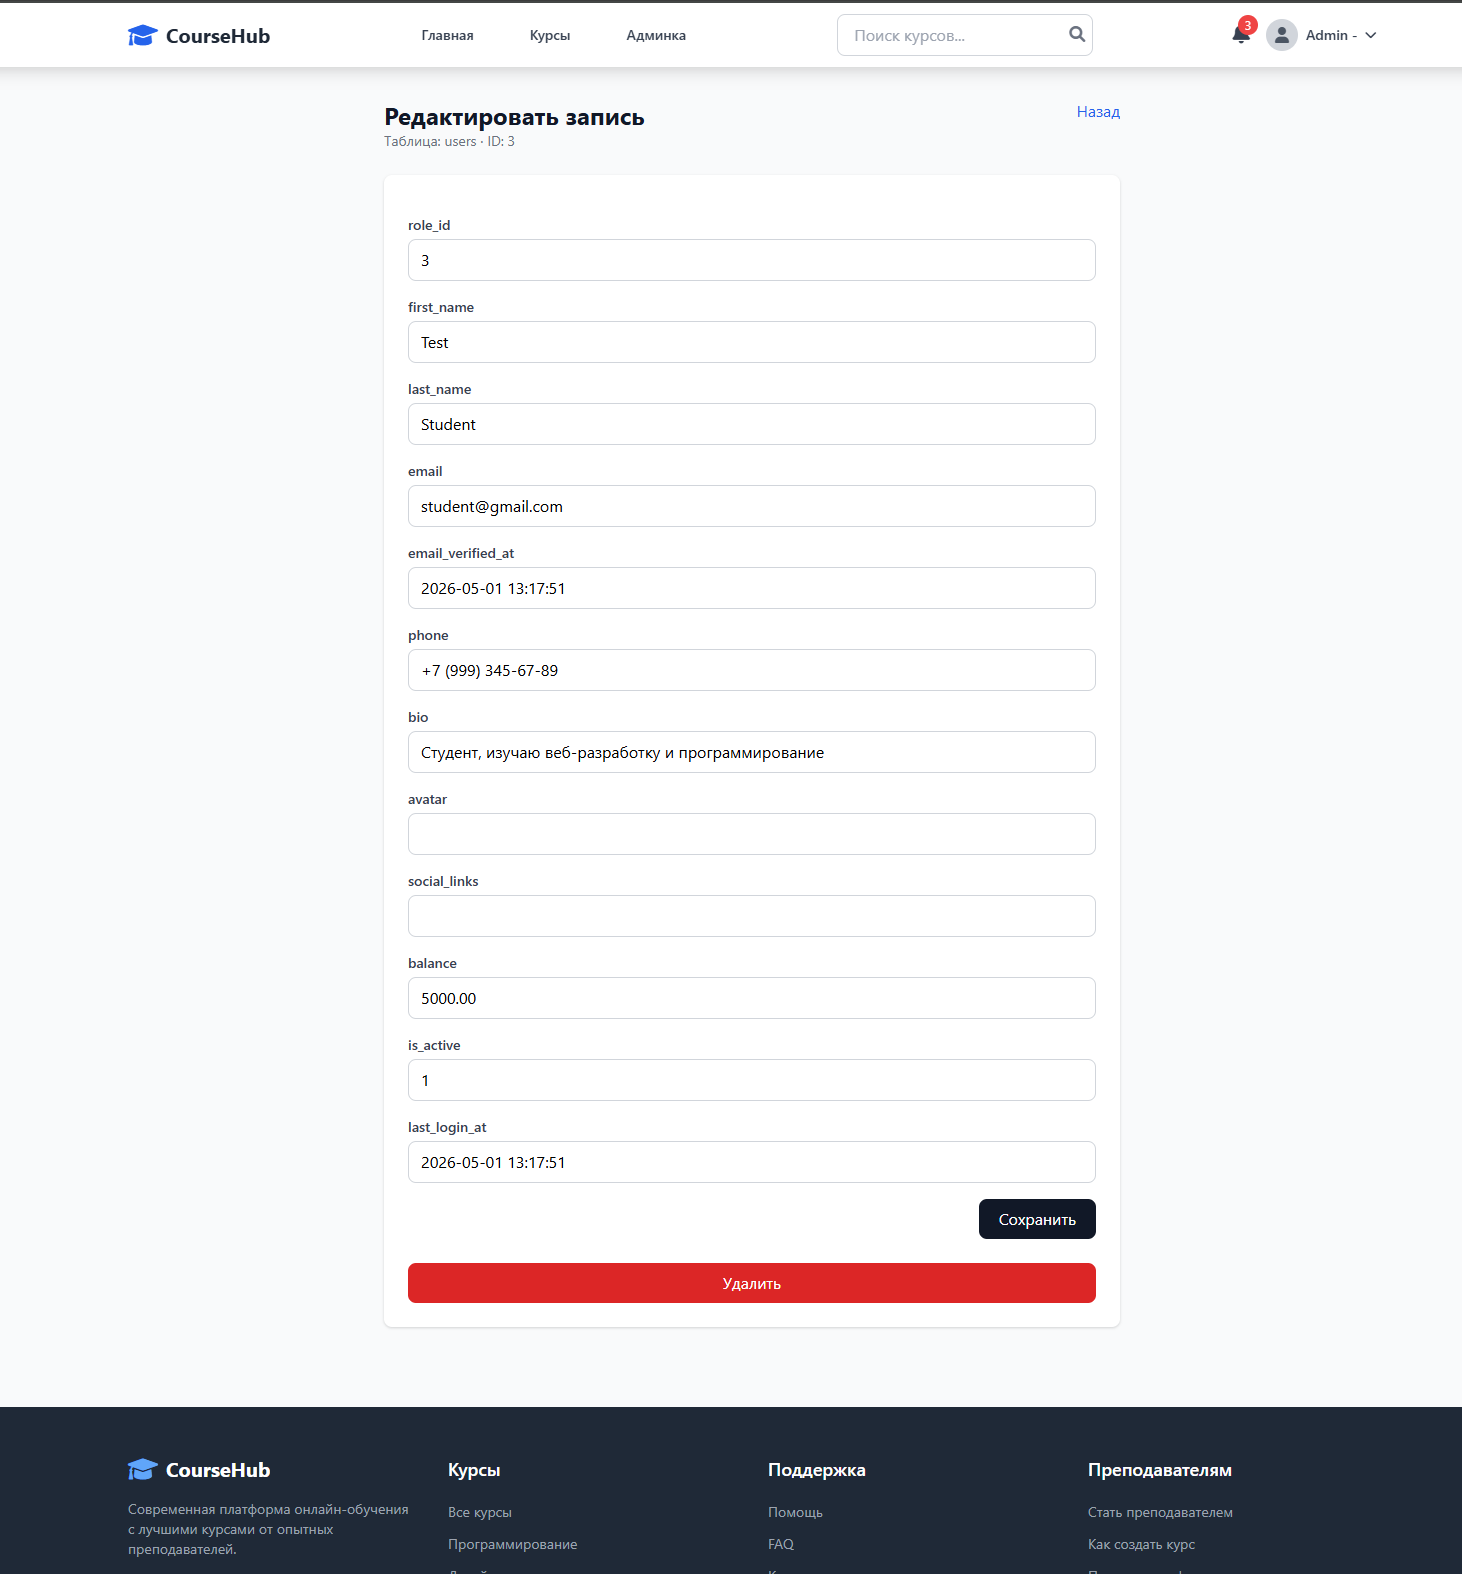 CourseHub
Главная
Курсы
Админка
Поиск курсов...
3
Admin -
Редактировать запись
Назад
Таблица: users · ID: 3
role_id
3
first_name
Test
last_name
Student
email
student@gmail.com
email_verified_at
2026-05-01 13:17:51
phone
+7 (999) 345-67-89
bio
Студент, изучаю веб-разработку и программирование
avatar
social_links
balance
5000.00
is_active
1
last_login_at
2026-05-01 13:17:51
Сохранить
Удалить
CourseHub
Современная платформа онлайн-обучения
с лучшими курсами от опытных
преподавателей.
Курсы
Все курсы
Программирование
Поддержка
Помощь
FAQ
Преподавателям
Стать преподавателем
Как создать курс